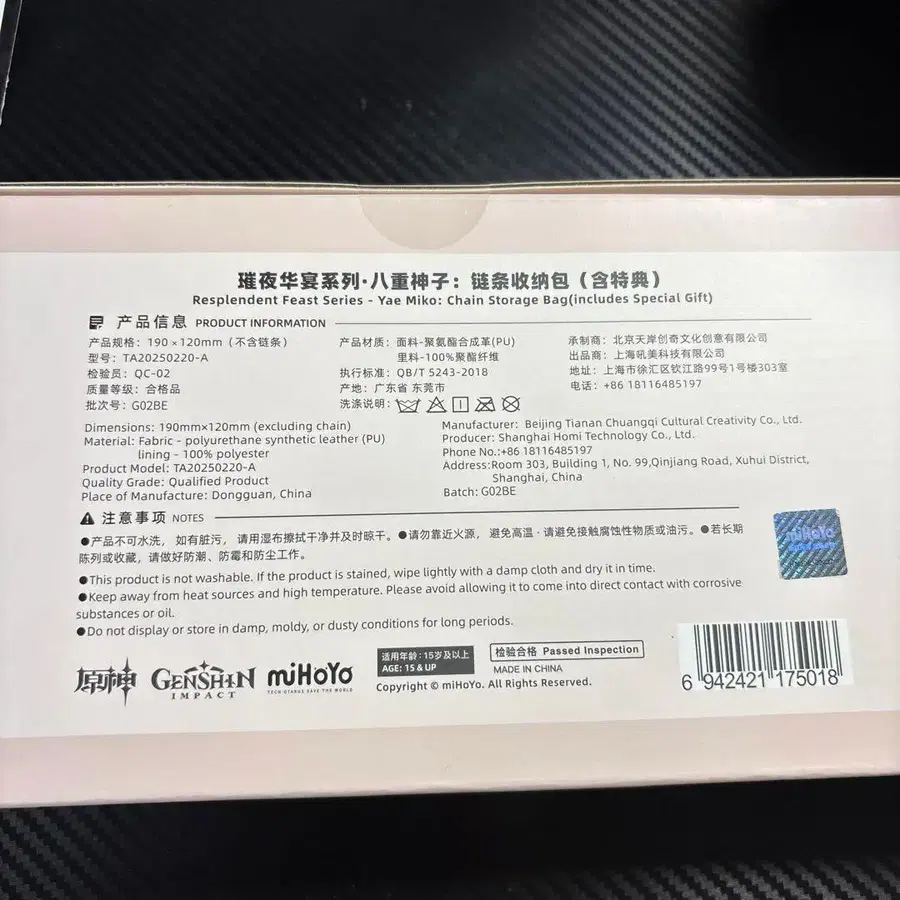 璀夜华宴系列·八重神子：链条收纳包（含特典）
Resplendent Feast Series - Yae Miko: Chain Storage Bag(includes Special Gift)
产品信息 PRODUCT INFORMATION
产品规格：190×120mm（不含链条）
型号：TA20250220-A
检验员：QC-02
质量等级：合格品
批次号：G02BE
产品材质：面料-聚氨酯合成革(PU)
里料-100%聚酯纤维
执行标准：QB/T 5243-2018
产地：广东省 东莞市
洗涤说明：
承制商：北京天岸创奇文化创意有限公司
出品商：上海吼美科技有限公司
地址：上海市徐汇区钦江路99号1号楼303室
电话：+86 18116485197
Dimensions: 190mm×120mm (excluding chain)
Material: Fabric - polyurethane synthetic leather (PU)
lining - 100% polyester
Product Model: TA20250220-A
Quality Grade: Qualified Product
Place of Manufacture: Dongguan, China
Manufacturer: Beijing Tianan Chuangqi Cultural Creativity Co., Ltd.
Producer: Shanghai Homi Technology Co., Ltd.
Phone No.:+86 18116485197
Address:Room 303, Building 1, No. 99,Qinjiang Road, Xuhui District,
Shanghai, China
Batch: G02BE
注意事项 NOTES
●产品不可水洗，如有脏污，请用湿布擦拭干净并及时晾干。●请勿靠近火源，避免高温·请避免接触腐蚀性物质或油污。●若长期
陈列或收藏，请做好防潮、防霉和防尘工作。
●This product is not washable. If the product is stained, wipe lightly with a damp cloth and dry it in time.
●Keep away from heat sources and high temperature. Please avoid allowing it to come into direct contact with corrosive
substances or oil.
●Do not display or store in damp, moldy, or dusty conditions for long periods.
miHoYo
原神
GENSHIN
IMPACT
miHoYo
TECH OTAKUS SAVE THE WORLD
适用年龄：15岁及以上
AGE: 15 & UP
检验合格 Passed Inspection
MADE IN CHINA
Copyright © miHoYo. All Rights Reserved.
6 942421 175018